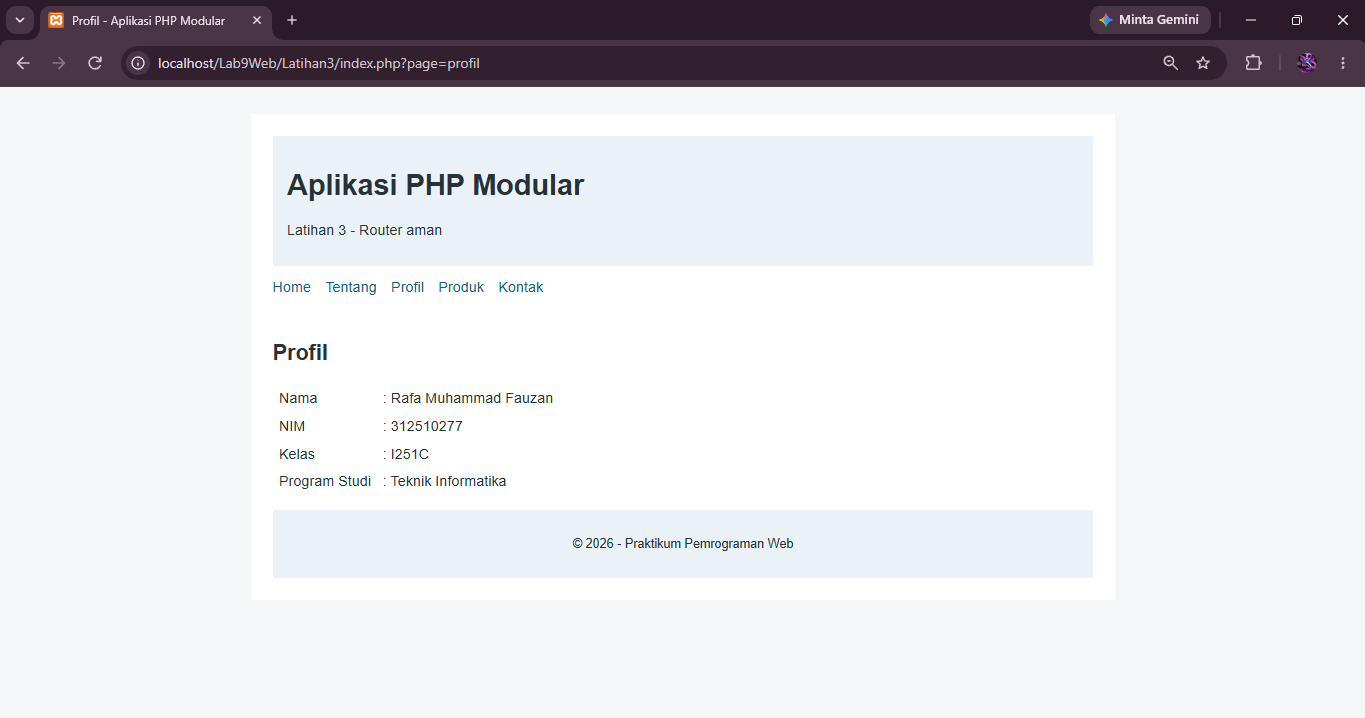 Profil - Aplikasi PHP Modular
Minta Gemini
localhost/Lab9Web/Latihan3/index.php?page=profil
Aplikasi PHP Modular
Latihan 3 - Router aman
Home Tentang Profil Produk Kontak
Profil
Nama : Rafa Muhammad Fauzan
NIM : 312510277
Kelas : I251C
Program Studi : Teknik Informatika
© 2026 - Praktikum Pemrograman Web